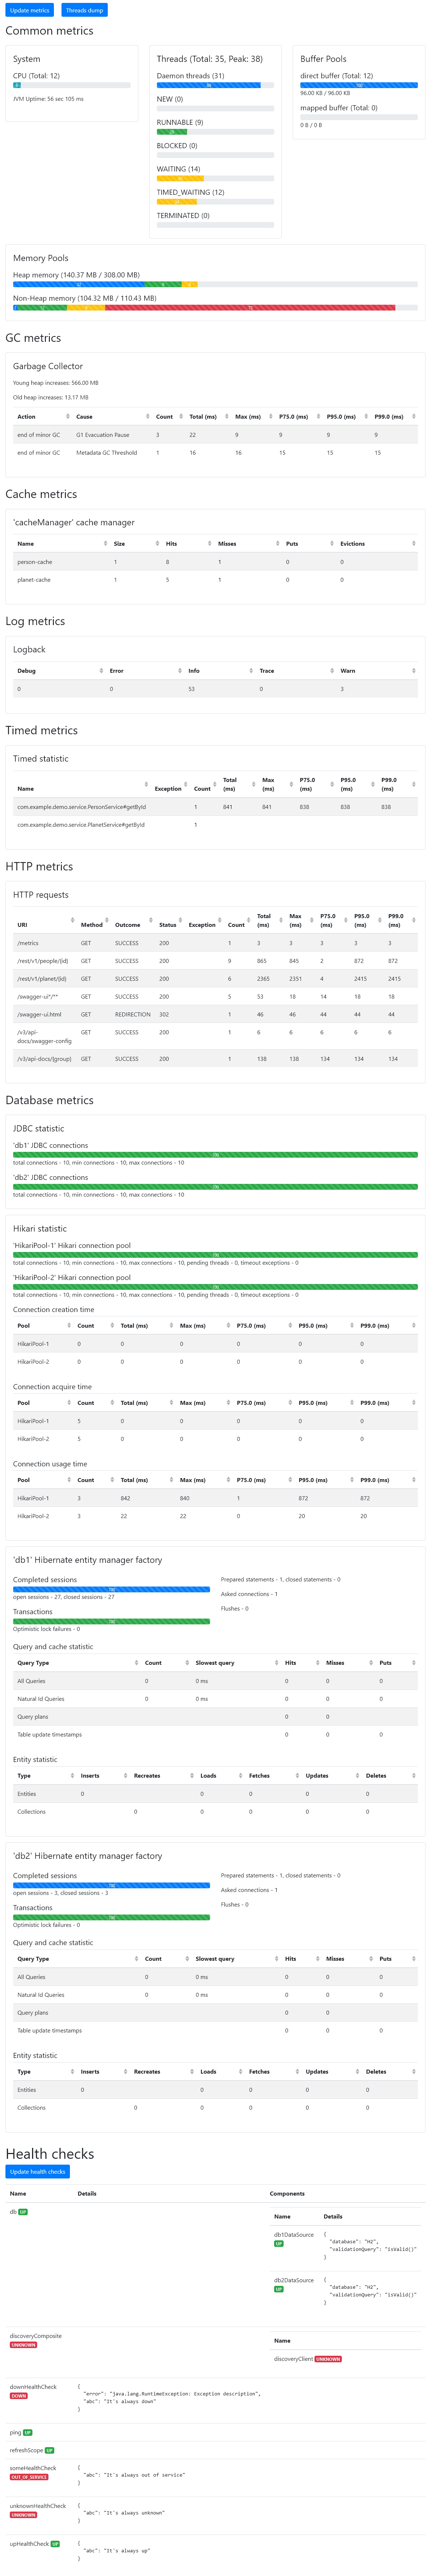 Update metrics Threads dump
Common metrics
System
CPU (Total: 12)
JVM Uptime: 56 sec 105 ms
Threads (Total: 35, Peak: 38)
Daemon threads (31)
NEW (0)
RUNNABLE (9)
BLOCKED (0)
WAITING (14)
TIMED_WAITING (12)
TERMINATED (0)
Buffer Pools
direct buffer (Total: 12)
100
96.00 KB / 96.00 KB
mapped buffer (Total: 0)
0 B / 0 B
Memory Pools
Heap memory (140.37 MB / 308.00 MB)
Non-Heap memory (104.32 MB / 110.43 MB)
GC metrics
Garbage Collector
Young heap increases: 566.00 MB
Old heap increases: 13.17 MB
Action Cause Count Total (ms) Max (ms) P75.0 (ms) P95.0 (ms) P99.0 (ms)
end of minor GC G1 Evacuation Pause 3 22 9 9 9 9
end of minor GC Metadata GC Threshold 1 16 16 15 15 15
Cache metrics
'cacheManager' cache manager
Name Size Hits Misses Puts Evictions
person-cache 1 8 1 0 0
planet-cache 1 5 1 0 0
Log metrics
Logback
Debug Error Info Trace Warn
0 0 53 0 3
Timed metrics
Timed statistic
Name Exception Count Total (ms) Max (ms) P75.0 (ms) P95.0 (ms) P99.0 (ms)
com.example.demo.service.PersonService#getById 1 841 841 838 838 838
com.example.demo.service.PlanetService#getById 1
HTTP metrics
HTTP requests
URI Method Outcome Status Exception Count Total (ms) Max (ms) P75.0 (ms) P95.0 (ms) P99.0 (ms)
/metrics GET SUCCESS 200 1 3 3 3 3 3
/rest/v1/people/{id} GET SUCCESS 200 9 865 845 2 872 872
/rest/v1/planet/{id} GET SUCCESS 200 6 2365 2351 4 2415 2415
/swagger-ui*/** GET SUCCESS 200 5 53 18 14 18 18
/swagger-ui.html GET REDIRECTION 302 1 46 46 44 44 44
/v3/api-docs/swagger-config GET SUCCESS 200 1 6 6 6 6 6
/v3/api-docs/{group} GET SUCCESS 200 1 138 138 134 134 134
Database metrics
JDBC statistic
'db1' JDBC connections
total connections - 10, min connections - 10, max connections - 10
'db2' JDBC connections
total connections - 10, min connections - 10, max connections - 10
Hikari statistic
'HikariPool-1' Hikari connection pool
total connections - 10, min connections - 10, max connections - 10, pending threads - 0, timeout exceptions - 0
'HikariPool-2' Hikari connection pool
total connections - 10, min connections - 10, max connections - 10, pending threads - 0, timeout exceptions - 0
Connection creation time
Pool Count Total (ms) Max (ms) P75.0 (ms) P95.0 (ms) P99.0 (ms)
HikariPool-1 0 0 0 0 0 0
HikariPool-2 0 0 0 0 0 0
Connection acquire time
Pool Count Total (ms) Max (ms) P75.0 (ms) P95.0 (ms) P99.0 (ms)
HikariPool-1 5 0 0 0 0 0
HikariPool-2 5 0 0 0 0 0
Connection usage time
Pool Count Total (ms) Max (ms) P75.0 (ms) P95.0 (ms) P99.0 (ms)
HikariPool-1 3 842 840 1 872 872
HikariPool-2 3 22 22 0 20 20
'db1' Hibernate entity manager factory
Completed sessions
open sessions - 27, closed sessions - 27
Transactions
Optimistic lock failures - 0
Prepared statements - 1, closed statements - 0
Asked connections - 1
Flushes - 0
Query and cache statistic
Query Type Count Slowest query Hits Misses Puts
All Queries 0 0 ms 0 0 0
Natural Id Queries 0 0 ms 0 0 0
Query plans 0 0
Table update timestamps 0 0 0
Entity statistic
Type Inserts Recreates Loads Fetches Updates Deletes
Entities 0 0 0 0 0
Collections 0 0 0 0 0
'db2' Hibernate entity manager factory
Completed sessions
open sessions - 3, closed sessions - 3
Transactions
Optimistic lock failures - 0
Prepared statements - 1, closed statements - 0
Asked connections - 1
Flushes - 0
Query and cache statistic
Query Type Count Slowest query Hits Misses Puts
All Queries 0 0 ms 0 0 0
Natural Id Queries 0 0 ms 0 0 0
Query plans 0 0
Table update timestamps 0 0 0
Entity statistic
Type Inserts Recreates Loads Fetches Updates Deletes
Entities 0 0 0 0 0
Collections 0 0 0 0 0
Health checks
Update health checks
Name Details Components
db UP
Name Details
db1DataSource UP
{
"database": "H2",
"validationQuery": "isValid()"
}
db2DataSource UP
{
"database": "H2",
"validationQuery": "isValid()"
}
discoveryComposite UNKNOWN
Name
discoveryClient UNKNOWN
downHealthCheck DOWN
{
"error": "java.lang.RuntimeException: Exception description",
"abc": "It's always down"
}
ping UP
refreshScope UP
someHealthCheck OUT_OF_SERVICE
{
"abc": "It's always out of service"
}
unknownHealthCheck UNKNOWN
{
"abc": "It's always unknown"
}
upHealthCheck UP
{
"abc": "It's always up"
}